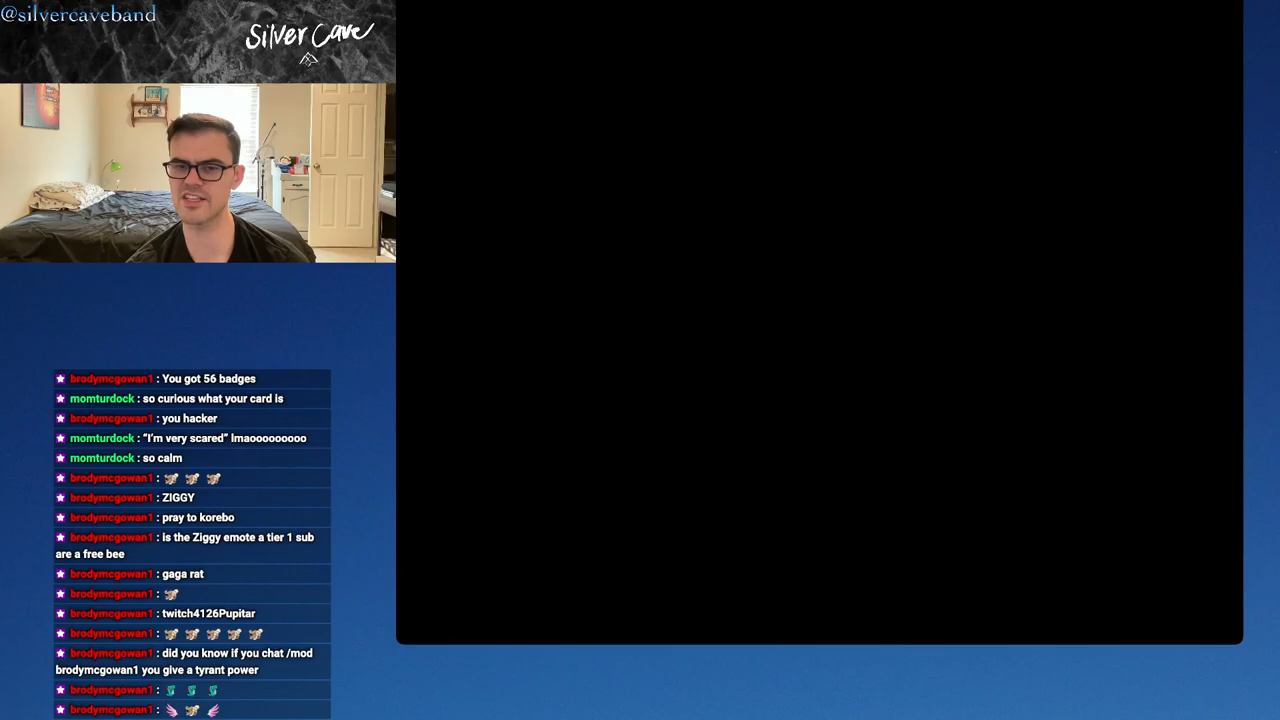 @silvercaveband
Silver Cave
brodymcgowan1 : You got 56 badges
momturdock : so curious what your card is
brodymcgowan1 : you hacker
momturdock : “I’m very scared” lmaooooooooo
momturdock : so calm
brodymcgowan1 :
brodymcgowan1 : ZIGGY
brodymcgowan1 : pray to korebo
brodymcgowan1 : is the Ziggy emote a tier 1 sub
are a free bee
brodymcgowan1 : gaga rat
brodymcgowan1 :
brodymcgowan1 : twitch4126Pupitar
brodymcgowan1 :
brodymcgowan1 : did you know if you chat /mod
brodymcgowan1 you give a tyrant power
brodymcgowan1 :
brodymcgowan1 :